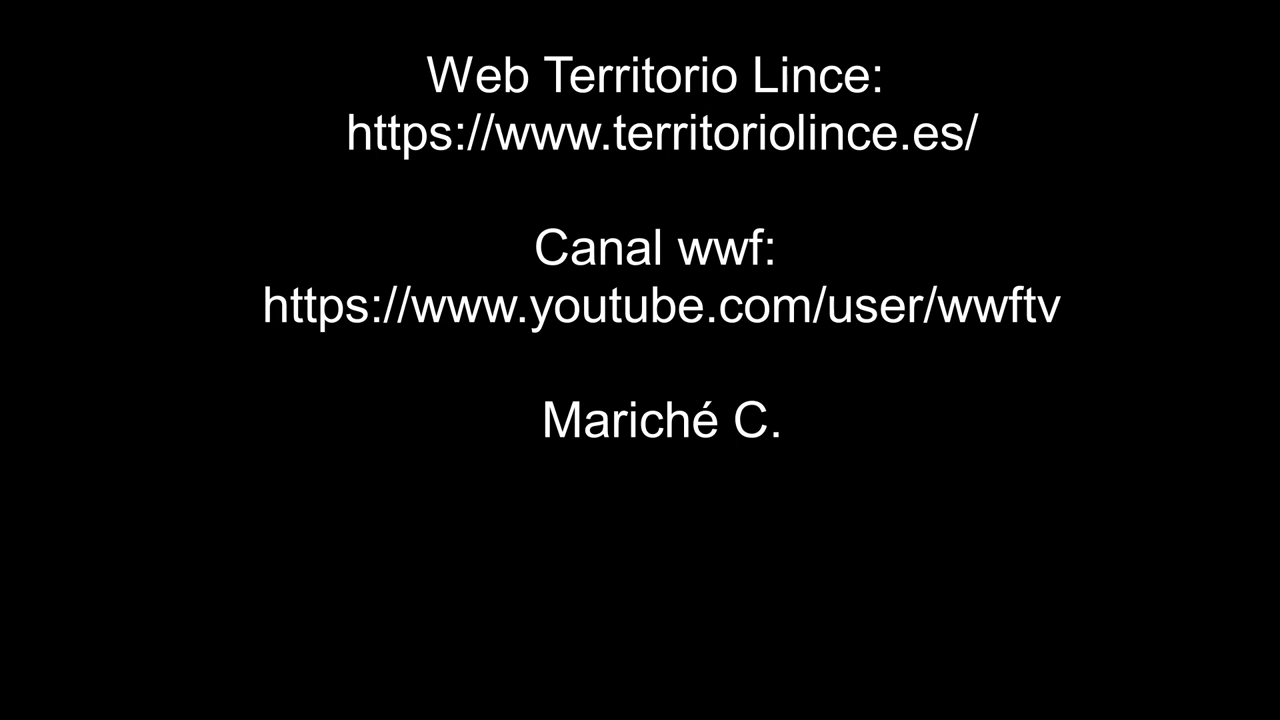 Web Territorio Lince:
https://www.territoriolince.es/
Canal wwf:
https://www.youtube.com/user/wwftv
Mariché C.